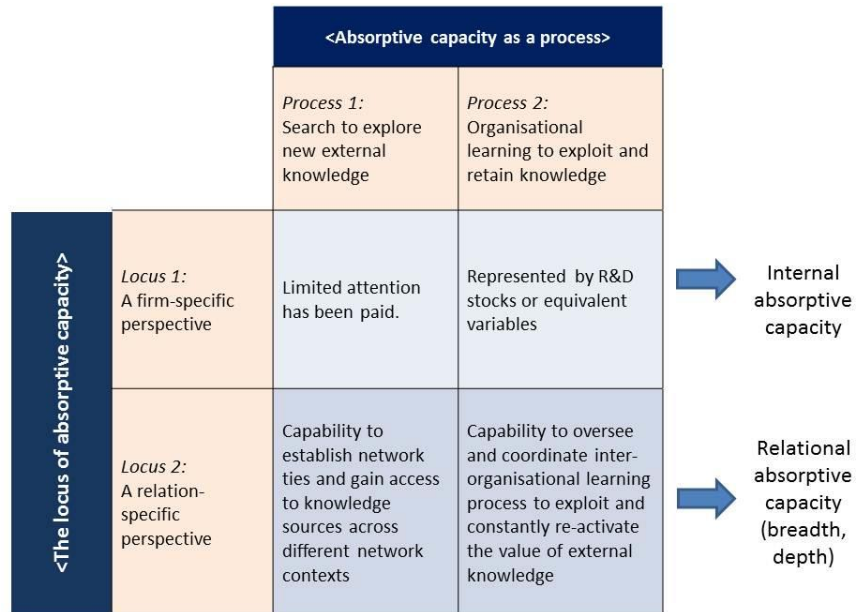 <Absorptive capacity as a process>
Process 1:
Search to explore
new external
knowledge
Process 2:
Organisational
learning to exploit and
retain knowledge
<The locus of absorptive capacity>
Locus 1:
A firm-specific
perspective
Limited attention
has been paid.
Represented by R&D
stocks or equivalent
variables
Internal
absorptive
capacity
Locus 2:
A relation-
specific
perspective
Capability to
establish network
ties and gain access
to knowledge
sources across
different network
contexts
Capability to oversee
and coordinate inter-
organisational learning
process to exploit and
constantly re-activate
the value of external
knowledge
Relational
absorptive
capacity
(breadth,
depth)